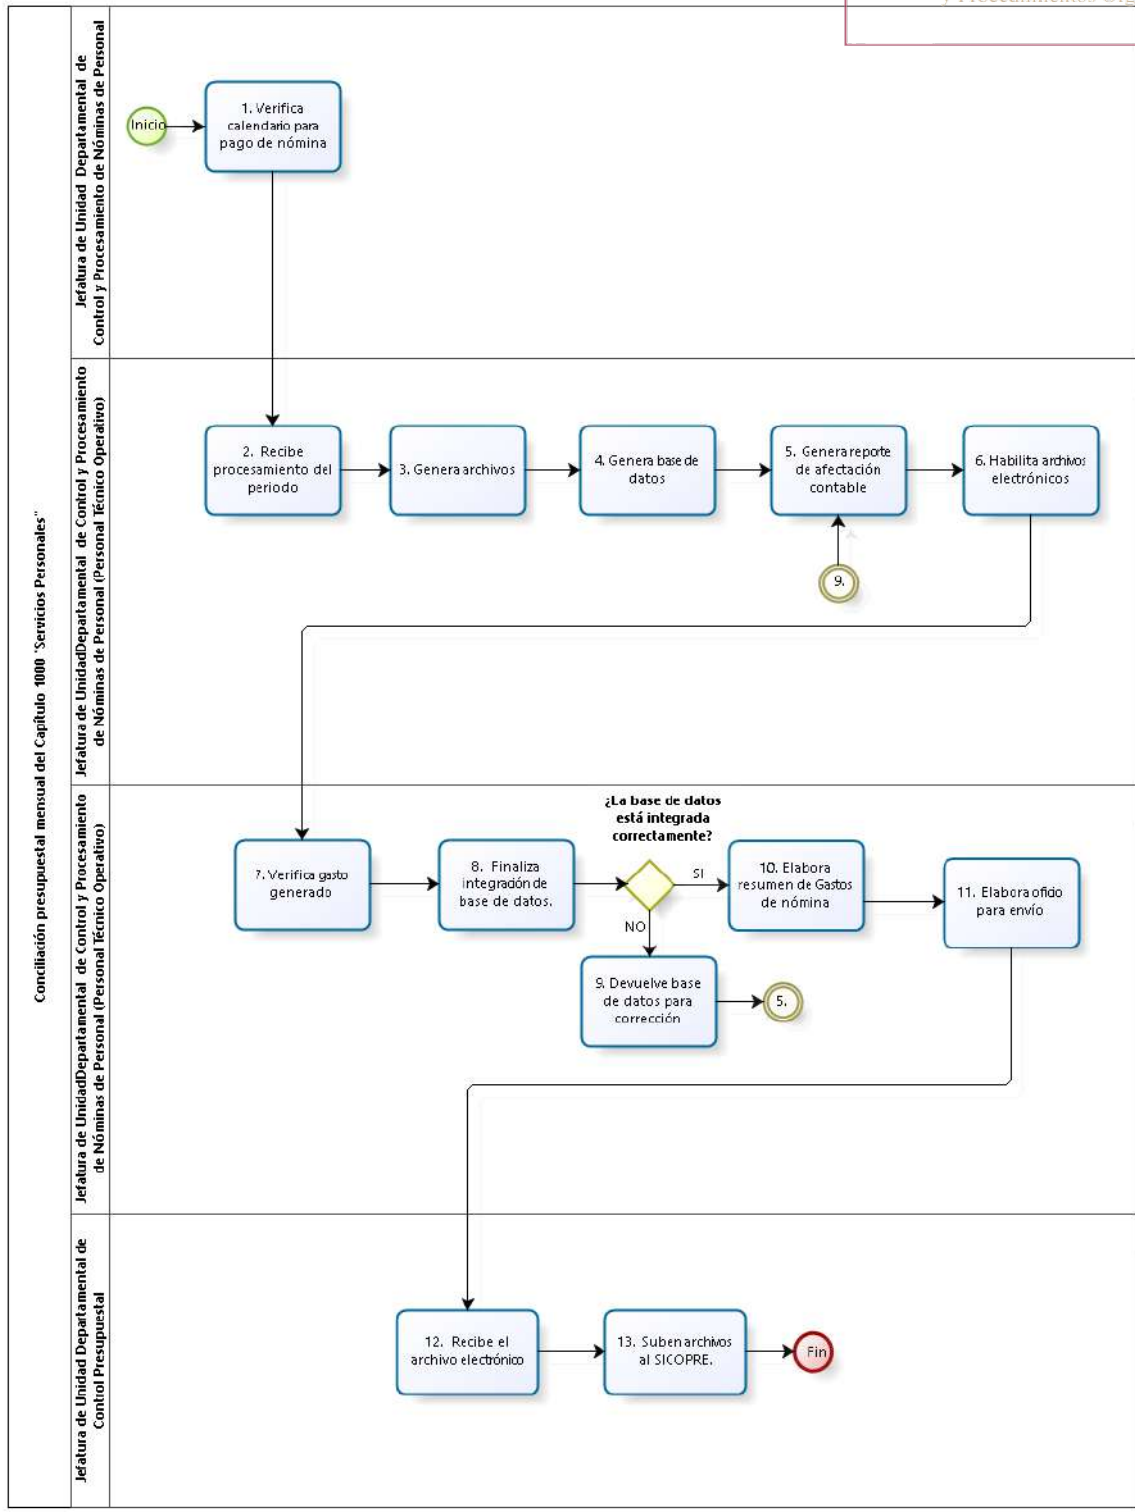 y Procedimientos Org
Conciliación presupuestal mensual del Capítulo 1000 "Servicios Personales"
Jefatura de Unidad Departamental de
Control y Procesamiento de Nóminas de Personal
Inicio
1. Verifica
calendario para
pago de nómina
Jefatura de UnidadDepartamental de Control y Procesamiento
de Nóminas de Personal (Personal Técnico Operativo)
2. Recibe
procesamiento del
periodo
3. Genera archivos
4. Genera base de
datos
5. Genera reporte
de afectación
contable
6. Habilita archivos
electrónicos
9.
Jefatura de UnidadDepartamental de Control y Procesamiento
de Nóminas de Personal (Personal Técnico Operativo)
¿La base de datos
está integrada
correctamente?
7. Verifica gasto
generado
8. Finaliza
integración de
base de datos.
SI
10. Elabora
resumen de Gastos
de nómina
11. Elabora oficio
para envío
NO
9. Devuelve base
de datos para
corrección
5.
Jefatura de Unidad Departamental de
Control Presupuestal
12. Recibe el
archivo electrónico
13. Suben archivos
al SICOPRE.
Fin